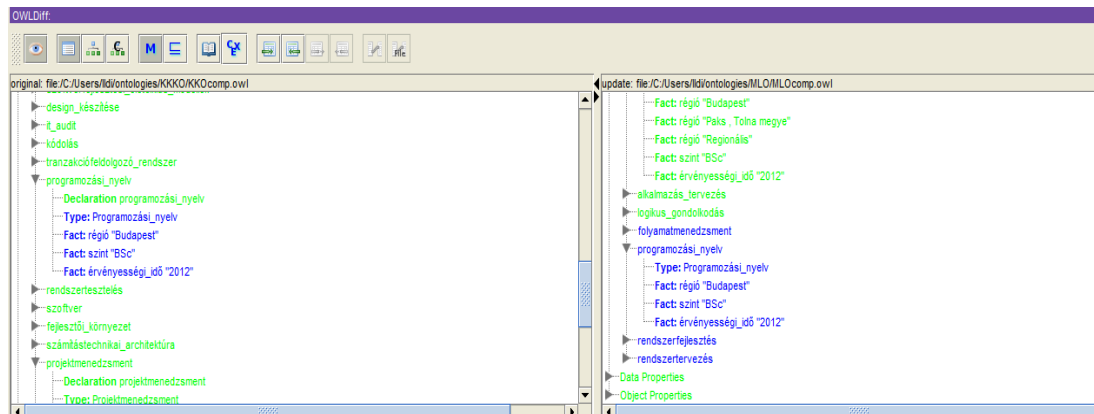 OWLDiff:
M
original: file:/C:/Users/Ildi/ontologies/KKKO/KKOcomp.owl
design_készítése
it_audit
kódolás
tranzakciófeldolgozó_rendszer
programozási_nyelv
Declaration programozási_nyelv
Type: Programozási_nyelv
Fact: régió "Budapest"
Fact: szint "BSc"
Fact: érvényességi_idő "2012"
rendszertesztelés
szoftver
fejlesztői_környezet
számítástechnikai_architektúra
projektmenedzsment
Declaration projektmenedzsment
Type: Projektmenedzsment
update: file:/C:/Users/Ildi/ontologies/MLO/MLOcomp.owl
Fact: régió "Budapest"
Fact: régió "Paks , Tolna megye"
Fact: régió "Regionális"
Fact: szint "BSc"
Fact: érvényességi_idő "2012"
alkalmazás_tervezés
logikus_gondolkodás
folyamatmenedzsment
programozási_nyelv
Type: Programozási_nyelv
Fact: régió "Budapest"
Fact: szint "BSc"
Fact: érvényességi_idő "2012"
rendszerfejlesztés
rendszertervezés
Data Properties
Object Properties